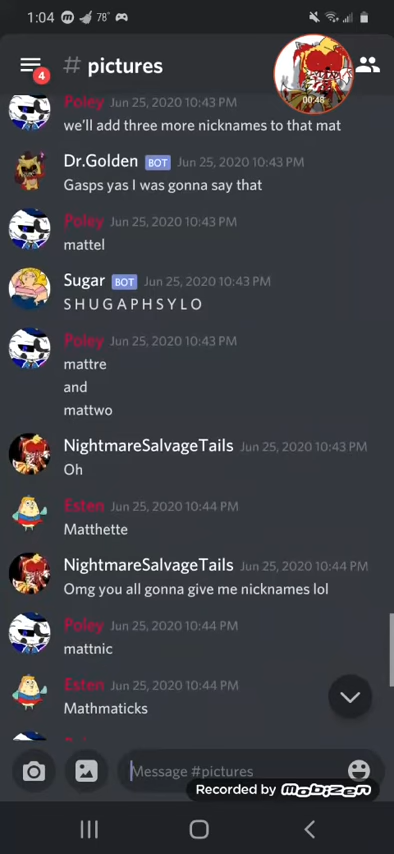 1:04 78°
4
# pictures
00:48
Poley Jun 25, 2020 10:43 PM
we'll add three more nicknames to that mat
Dr.Golden BOT Jun 25, 2020 10:43 PM
Gasps yas I was gonna say that
Poley Jun 25, 2020 10:43 PM
mattel
Sugar BOT Jun 25, 2020 10:43 PM
S H U G A P H S Y L O
Poley Jun 25, 2020 10:43 PM
mattre
and
mattwo
NightmareSalvageTails Jun 25, 2020 10:43 PM
Oh
Esten Jun 25, 2020 10:44 PM
Matthette
NightmareSalvageTails Jun 25, 2020 10:44 PM
Omg you all gonna give me nicknames lol
Poley Jun 25, 2020 10:44 PM
mattnic
Esten Jun 25, 2020 10:44 PM
Mathmaticks
Message #pictures
Recorded by mobizen